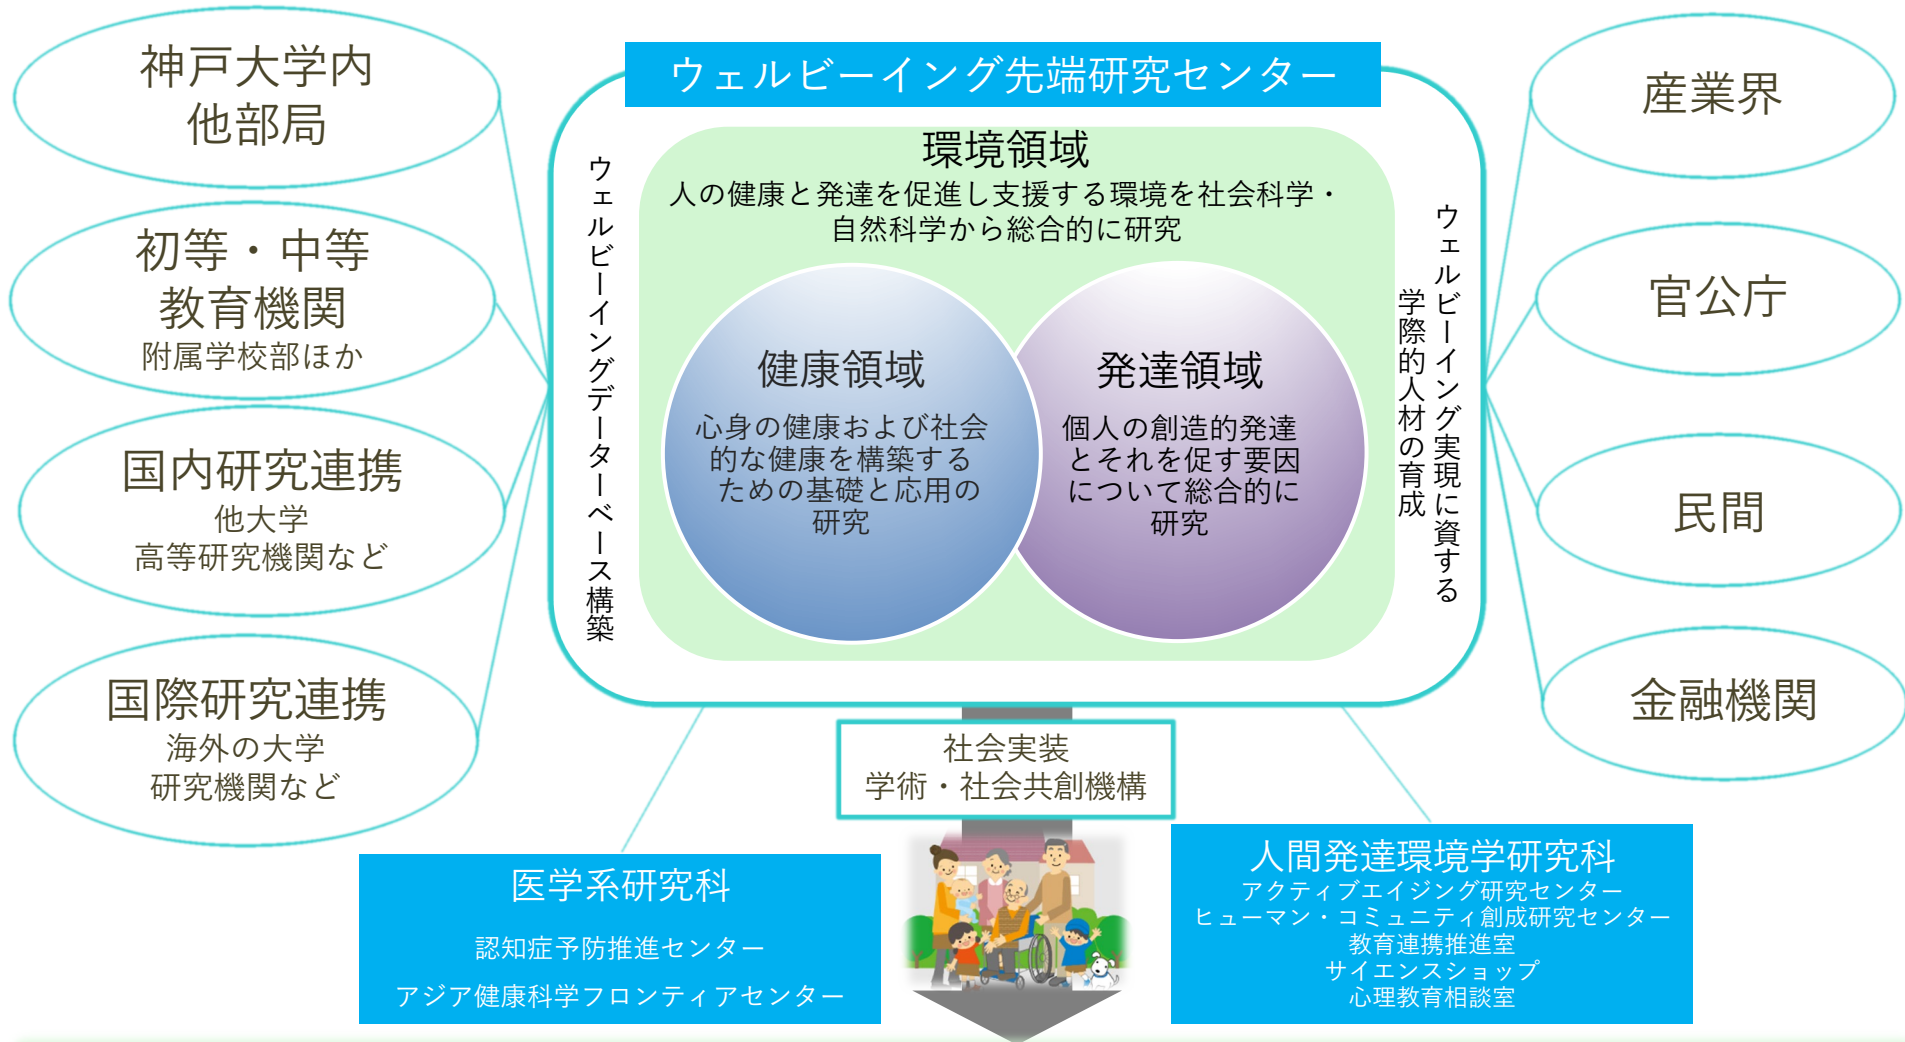 神戸大学内
他部局
初等・中等
教育機関
附属学校部ほか
国内研究連携
他大学
高等研究機関など
国際研究連携
海外の大学
研究機関など
ウェルビーイング先端研究センター
ウェルビーイングデーターベース構築
環境領域
人の健康と発達を促進し支援する環境を社会科学・
自然科学から総合的に研究
健康領域
心身の健康および社会
的な健康を構築する
ための基礎と応用の
研究
発達領域
個人の創造的発達
とそれを促す要因
について総合的に
研究
ウェルビーイング実現に資する
学際的人材の育成
産業界
官公庁
民間
金融機関
社会実装
学術・社会共創機構
医学系研究科
認知症予防推進センター
アジア健康科学フロンティアセンター
人間発達環境学研究科
アクティブエイジング研究センター
ヒューマン・コミュニティ創成研究センター
教育連携推進室
サイエンスショップ
心理教育相談室